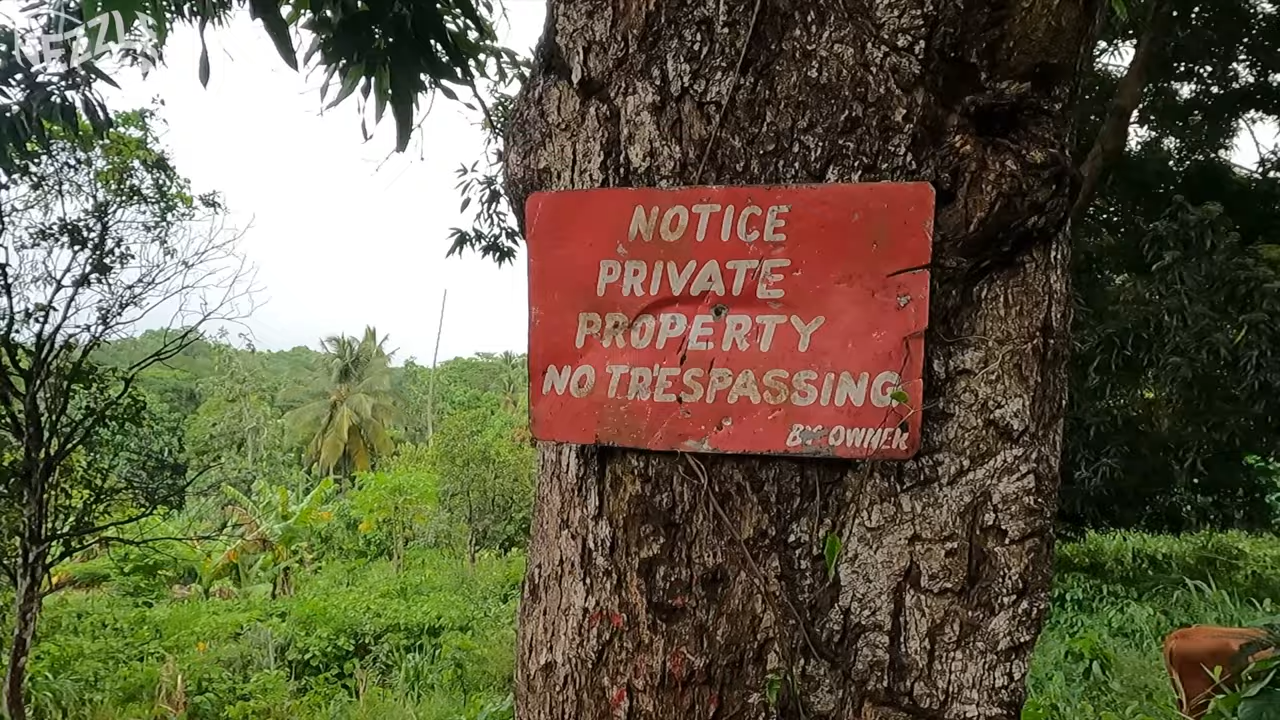 NOTICE
PRIVATE
PROPERTY
NO TRESPASSING
BY OWNER